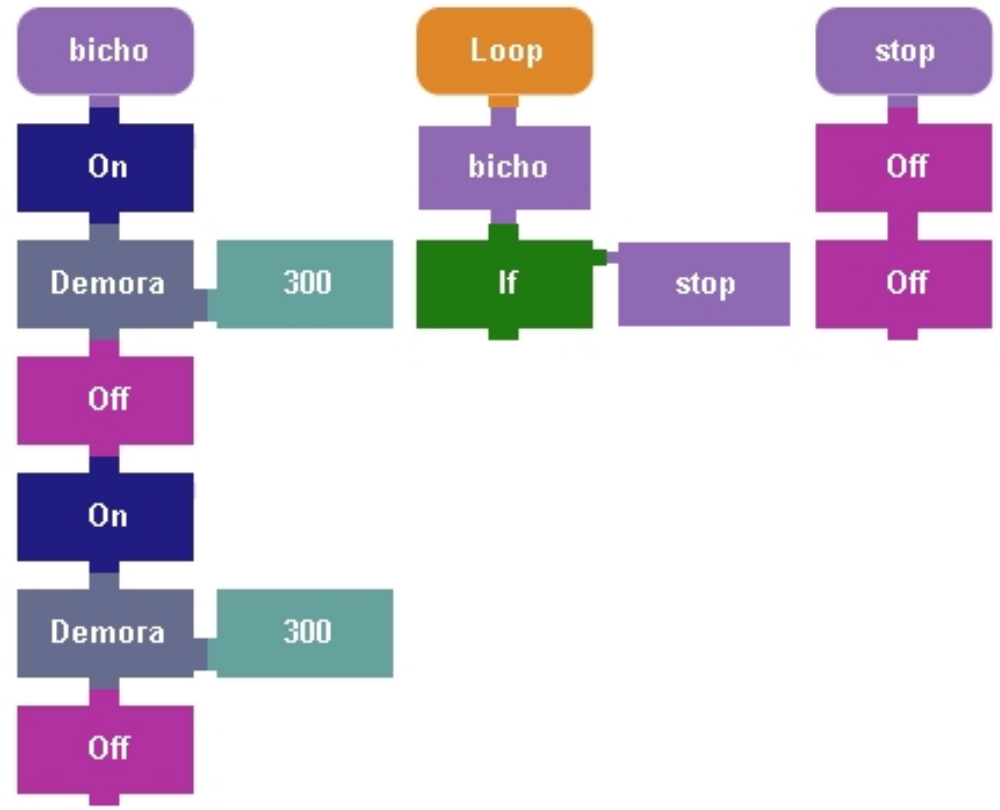 bicho
On
Demora
300
Off
On
Demora
300
Off
Loop
bicho
If
stop
stop
Off
Off